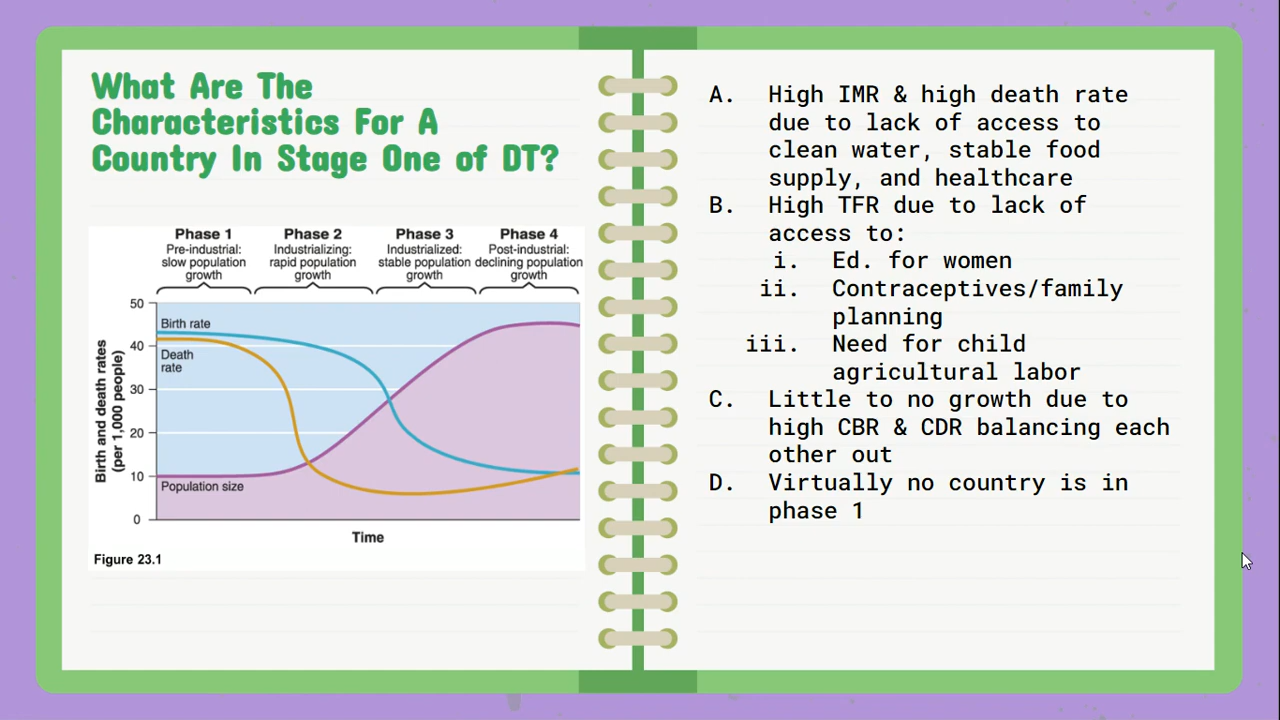 What Are The
Characteristics For A
Country In Stage One of DT?
Phase 1
Pre-industrial:
slow population
growth
Phase 2
Industrializing:
rapid population
growth
Phase 3
Industrialized:
stable population
growth
Phase 4
Post-industrial:
declining population
growth
Birth and death rates
(per 1,000 people)
50
40
30
20
10
0
Birth rate
Death
rate
Population size
Time
Figure 23.1
A. High IMR & high death rate
due to lack of access to
clean water, stable food
supply, and healthcare
B. High TFR due to lack of
access to:
i. Ed. for women
ii. Contraceptives/family
planning
iii. Need for child
agricultural labor
C. Little to no growth due to
high CBR & CDR balancing each
other out
D. Virtually no country is in
phase 1